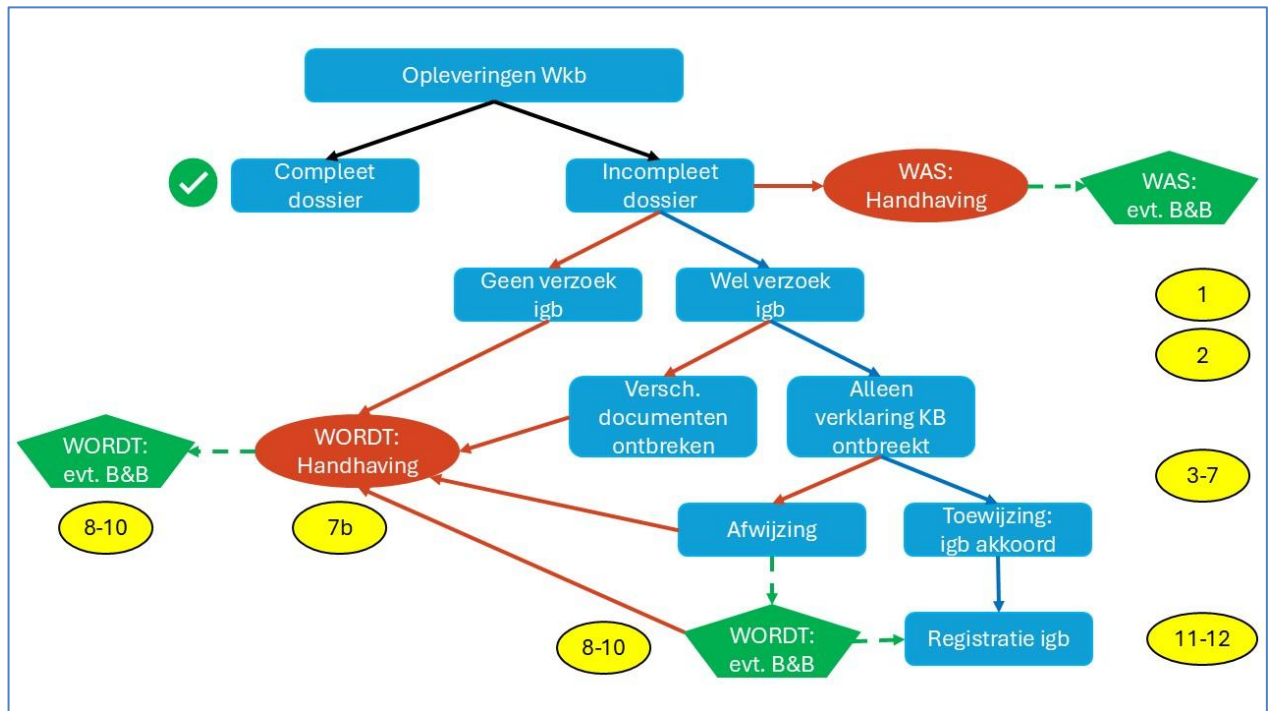 Opleveringen Wkb
Compleet
dossier
Incompleet
dossier
WAS:
Handhaving
WAS:
evt. B&B
Geen verzoek
igb
Wel verzoek
igb
1
2
Versch.
documenten
ontbreken
Alleen
verklaring KB
ontbreekt
WORDT:
evt. B&B
WORDT:
Handhaving
3-7
8-10
7b
Afwijzing
Toewijzing:
igb akkoord
8-10
WORDT:
evt. B&B
Registratie igb
11-12